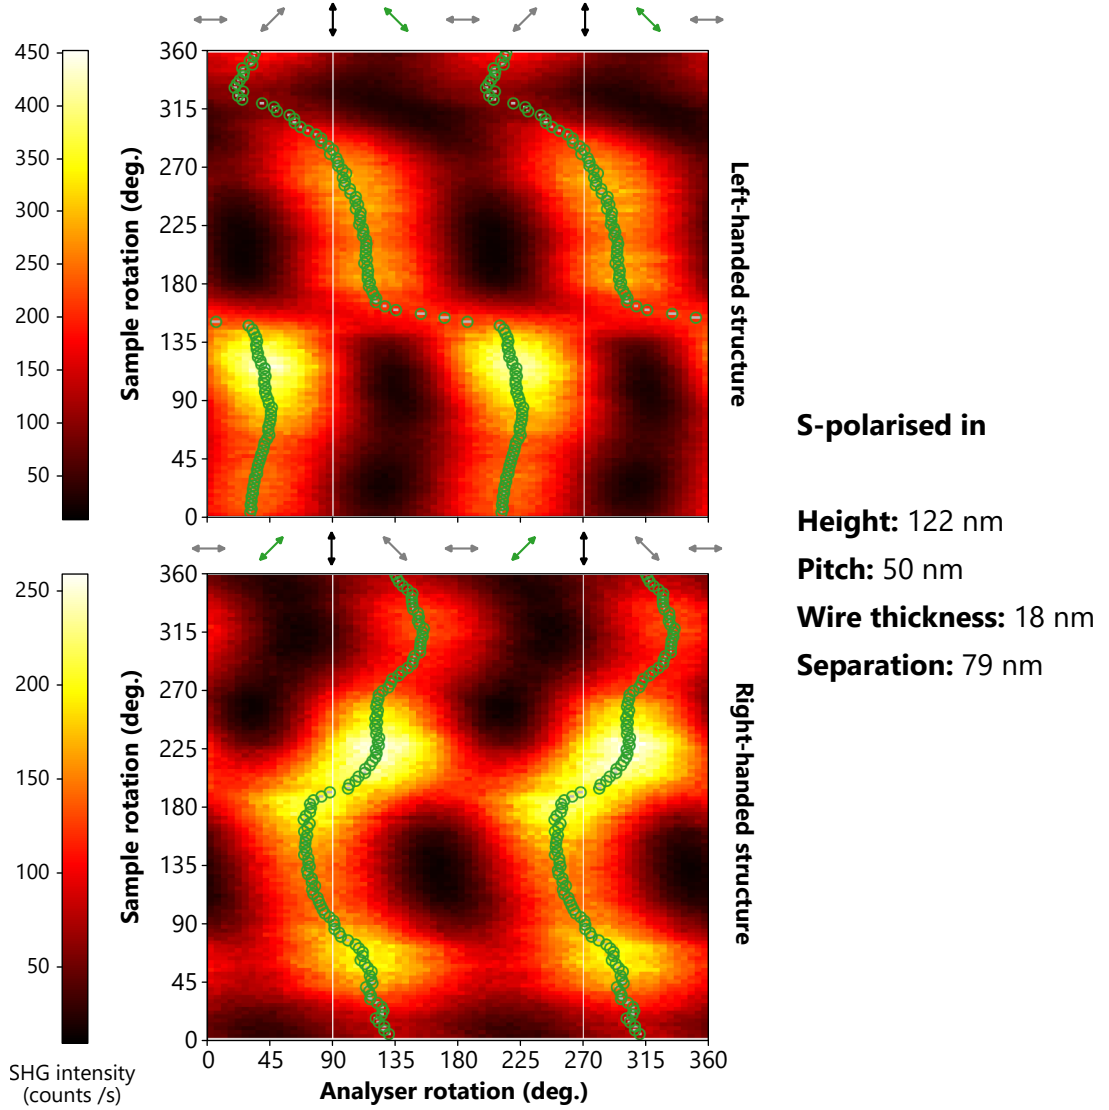 450
400
350
300
250
200
150
100
50
360
315
270
225
180
135
90
45
0
Sample rotation (deg.)
Left-handed structure
S-polarised in
Height: 122 nm
Pitch: 50 nm
Wire thickness: 18 nm
Separation: 79 nm
250
200
150
100
50
360
315
270
225
180
135
90
45
0
Sample rotation (deg.)
Right-handed structure
0 45 90 135 180 225 270 315 360
Analyser rotation (deg.)
SHG intensity
(counts /s)